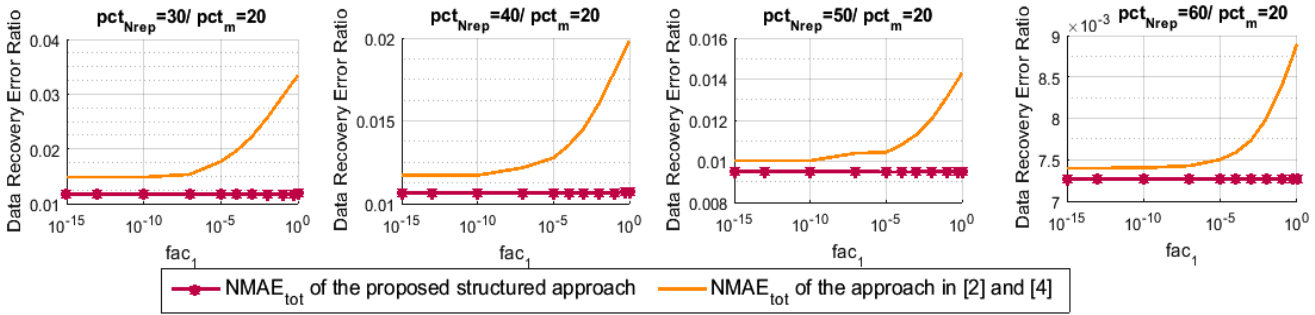 pct_Nrep=30/ pct_m=20
Data Recovery Error Ratio
0.04
0.03
0.02
0.01
10^-15
10^-10
10^-5
10^0
fac_1
pct_Nrep=40/ pct_m=20
Data Recovery Error Ratio
0.02
0.015
0.01
10^-15
10^-10
10^-5
10^0
fac_1
pct_Nrep=50/ pct_m=20
Data Recovery Error Ratio
0.016
0.014
0.012
0.01
0.008
10^-15
10^-10
10^-5
10^0
fac_1
pct_Nrep=60/ pct_m=20
Data Recovery Error Ratio
× 10^-3
9
8.5
8
7.5
7
10^-15
10^-10
10^-5
10^0
fac_1
NMAE_tot of the proposed structured approach
NMAE_tot of the approach in [2] and [4]